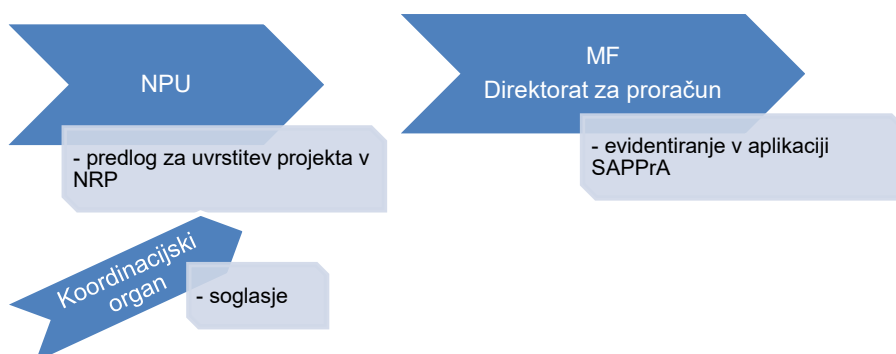 NPU
- predlog za uvrstitev projekta v
NRP
MF
Direktorat za proračun
- evidentiranje v aplikaciji
SAPPrA
Koordinacijski
organ
- soglasje